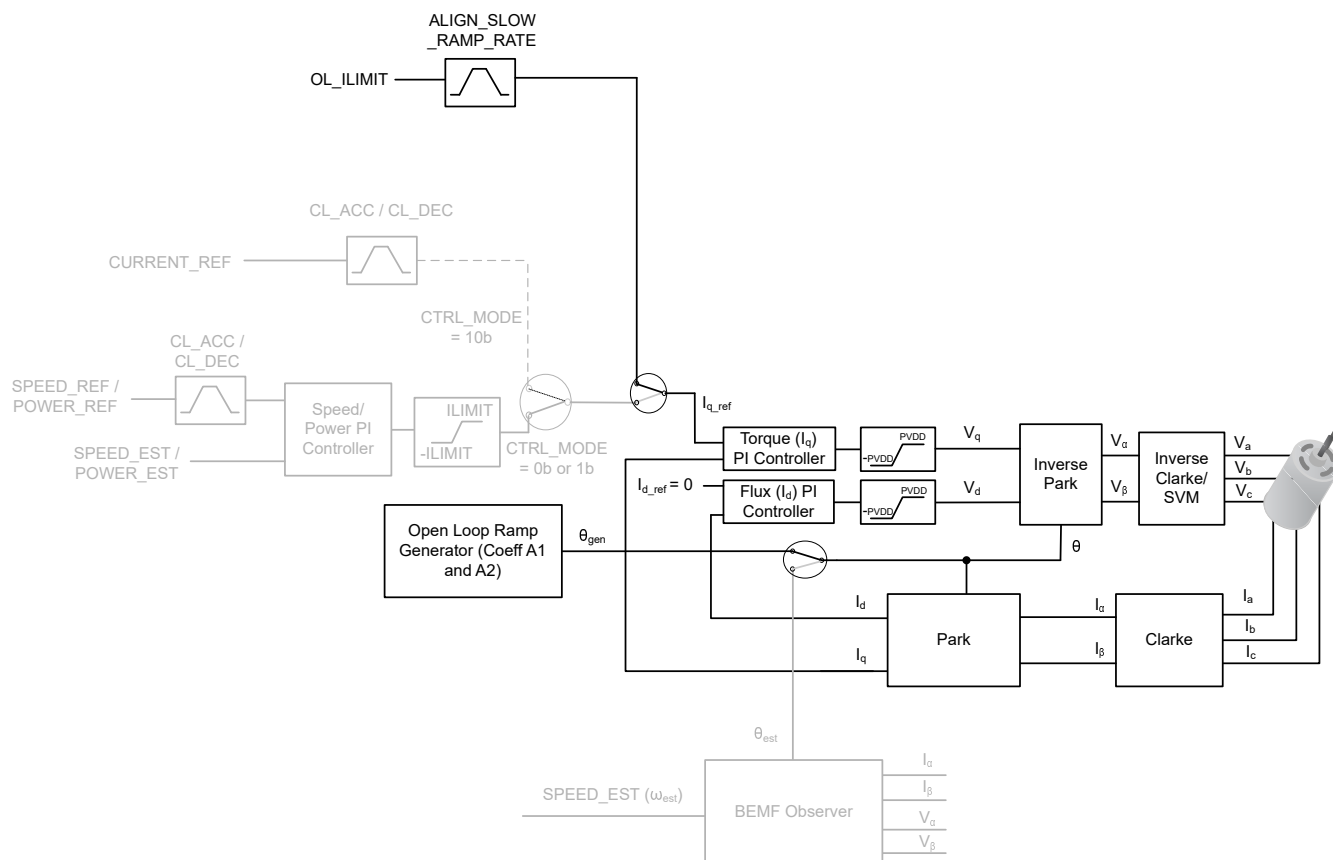 ALIGN_SLOW
_RAMP_RATE
OL_ILIMIT
CL_ACC / CL_DEC
CURRENT_REF
CTRL_MODE
= 10b
CL_ACC /
CL_DEC
SPEED_REF /
POWER_REF
Speed/
Power PI
Controller
ILIMIT
-ILIMIT
CTRL_MODE
= 0b or 1b
SPEED_EST /
POWER_EST
Iq_ref
Torque (Iq)
PI Controller
PVDD
-PVDD
Vq
Id_ref = 0
Flux (Id) PI
Controller
PVDD
-PVDD
Vd
Inverse
Park
Vα
Vβ
Inverse
Clarke/
SVM
Va
Vb
Vc
Open Loop Ramp
Generator (Coeff A1
and A2)
θgen
θ
Id
Iq
Park
Iα
Iβ
Clarke
Ia
Ib
Ic
θest
SPEED_EST (ωest)
BEMF Observer
Iα
Iβ
Vα
Vβ